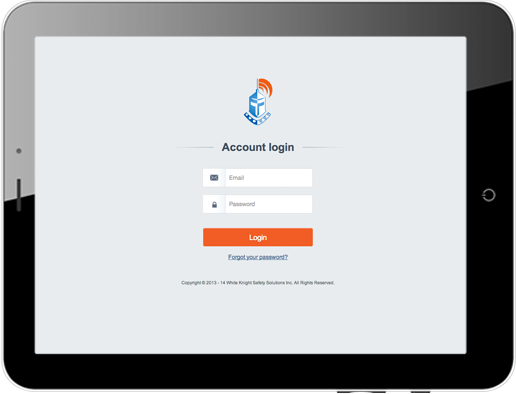 Account login
Email
Password
Login
Forgot your password?
Copyright © 2013 - 14 White Knight Safety Solutions Inc. All Rights Reserved.